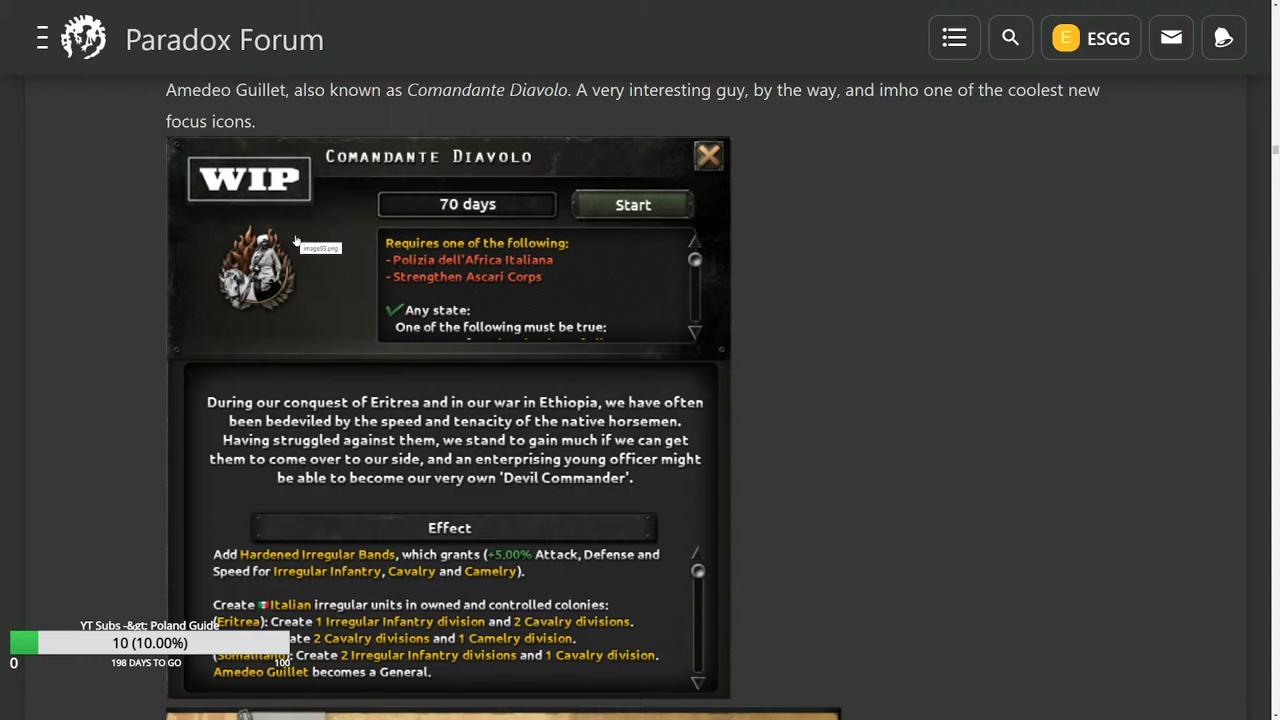 Paradox Forum
E ESGG
Amedeo Guillet, also known as Comandante Diavolo. A very interesting guy, by the way, and imho one of the coolest new
focus icons.
Comandante Diavolo
WIP
70 days
Start
image93.png
Requires one of the following:
- Polizia dell'Africa Italiana
- Strengthen Ascari Corps
Any state:
One of the following must be true:
During our conquest of Eritrea and in our war in Ethiopia, we have often
been bedeviled by the speed and tenacity of the native horsemen.
Having struggled against them, we stand to gain much if we can get
them to come over to our side, and an enterprising young officer might
be able to become our very own 'Devil Commander'.
Effect
Add Hardened Irregular Bands, which grants (+5.00% Attack, Defense and
Speed for Irregular Infantry, Cavalry and Camelry).
Create Italian irregular units in owned and controlled colonies:
(Eritrea): Create 1 Irregular Infantry division and 2 Cavalry divisions.
ate 2 Cavalry divisions and 1 Camelry division.
(Somaliland): Create 2 Irregular Infantry divisions and 1 Cavalry division.
Amedeo Guillet becomes a General.
YT Subs -&gt; Poland Guide
10 (10.00%)
0
198 DAYS TO GO
100